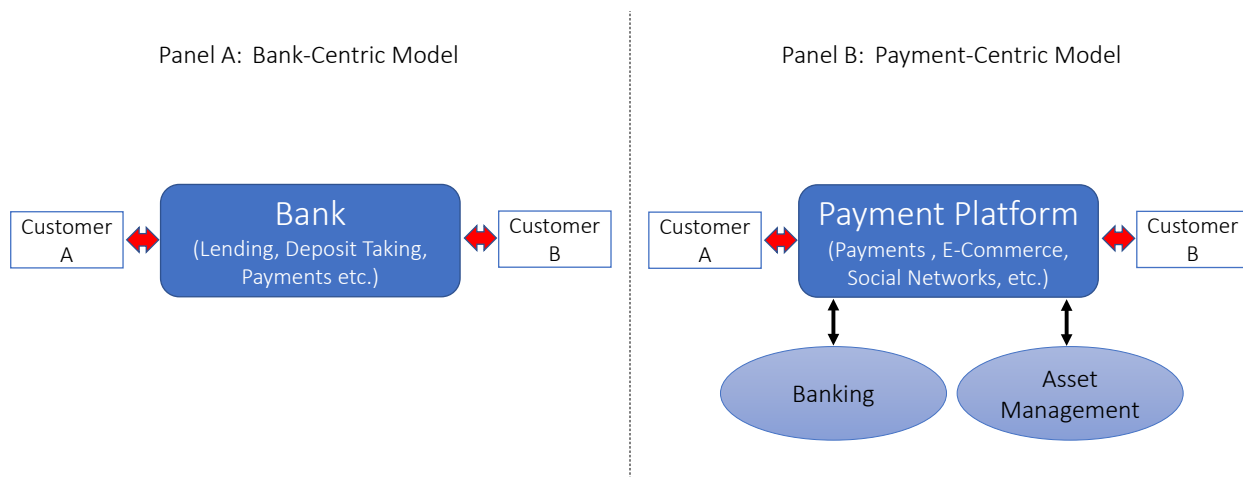 Panel A: Bank-Centric Model
Customer
A
Bank
(Lending, Deposit Taking,
Payments etc.)
Customer
B
Panel B: Payment-Centric Model
Customer
A
Payment Platform
(Payments , E-Commerce,
Social Networks, etc.)
Customer
B
Banking
Asset
Management